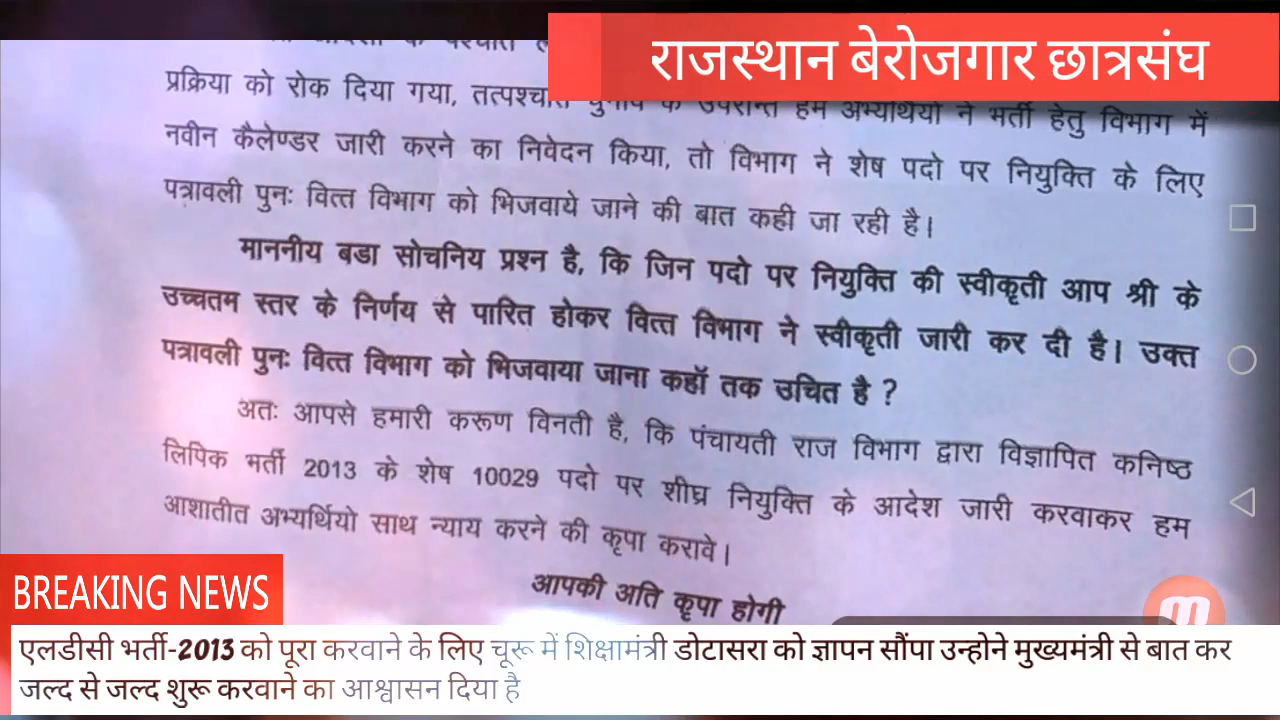 राजस्थान बेरोजगार छात्रसंघ
के पश्चात
प्रक्रिया को रोक दिया गया, तत्पश्चात चुनाव के उपरान्त हम अभ्यर्थियो ने भर्ती हेतु विभाग में
नवीन कैलेण्डर जारी करने का निवेदन किया, तो विभाग ने शेष पदो पर नियुक्ति के लिए
पत्रावली पुनः वित्त विभाग को भिजवाये जाने की बात कही जा रही है।
माननीय बडा सोचनिय प्रश्न है, कि जिन पदो पर नियुक्ति की स्वीकृती आप श्री के
उच्चतम स्तर के निर्णय से पारित होकर वित्त विभाग ने स्वीकृती जारी कर दी है। उक्त
पत्रावली पुनः वित्त विभाग को भिजवाया जाना कहॉ तक उचित है ?
अतः आपसे हमारी करूण विनती है, कि पंचायती राज विभाग द्वारा विज्ञापित कनिष्ठ
लिपिक भर्ती 2013 के शेष 10029 पदो पर शीघ्र नियुक्ति के आदेश जारी करवाकर हम
आशातीत अभ्यर्थियो साथ न्याय करने की कृपा करावे।
आपकी अति कृपा होगी
BREAKING NEWS
एलडीसी भर्ती-2013 को पूरा करवाने के लिए चूरू में शिक्षामंत्री डोटासरा को ज्ञापन सौंपा उन्होने मुख्यमंत्री से बात कर
जल्द से जल्द शुरू करवाने का आश्वासन दिया है